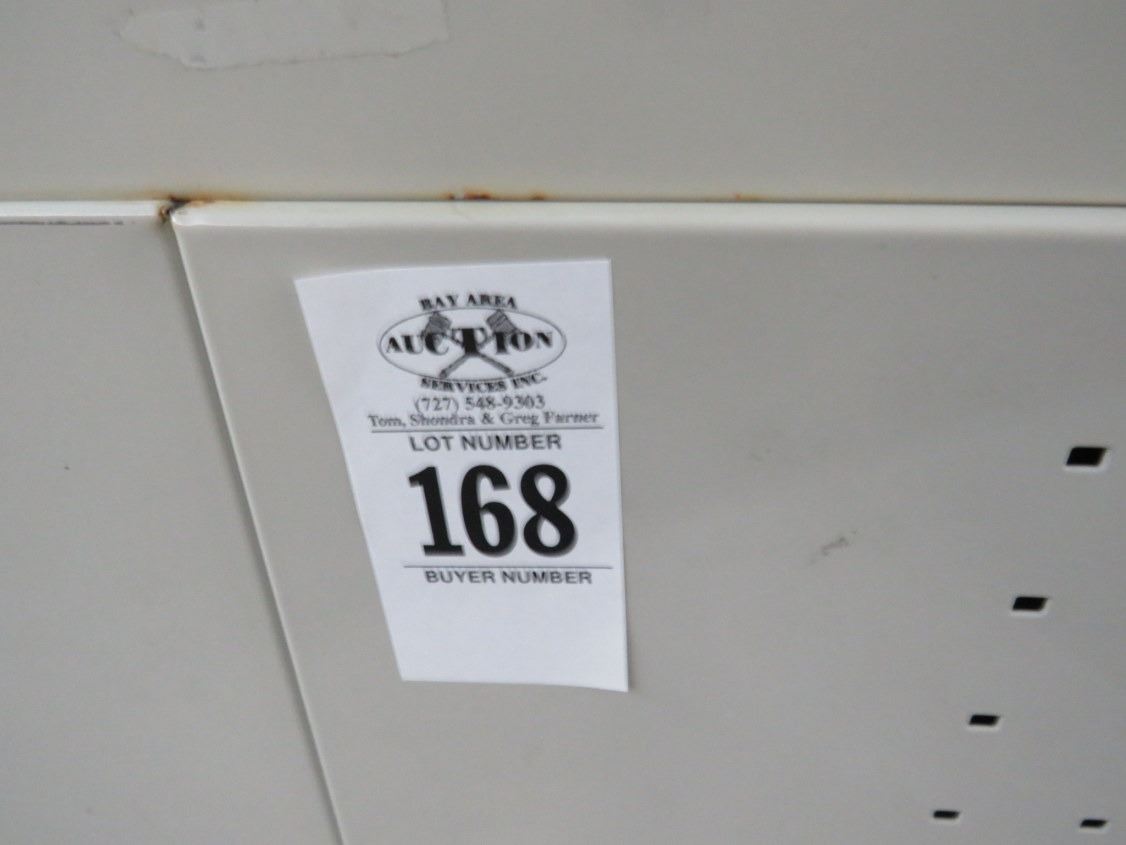 BAY AREA
AUCTION
SERVICES INC.
(727) 548-9303
Tom, Shondra & Greg Farner
LOT NUMBER
168
BUYER NUMBER